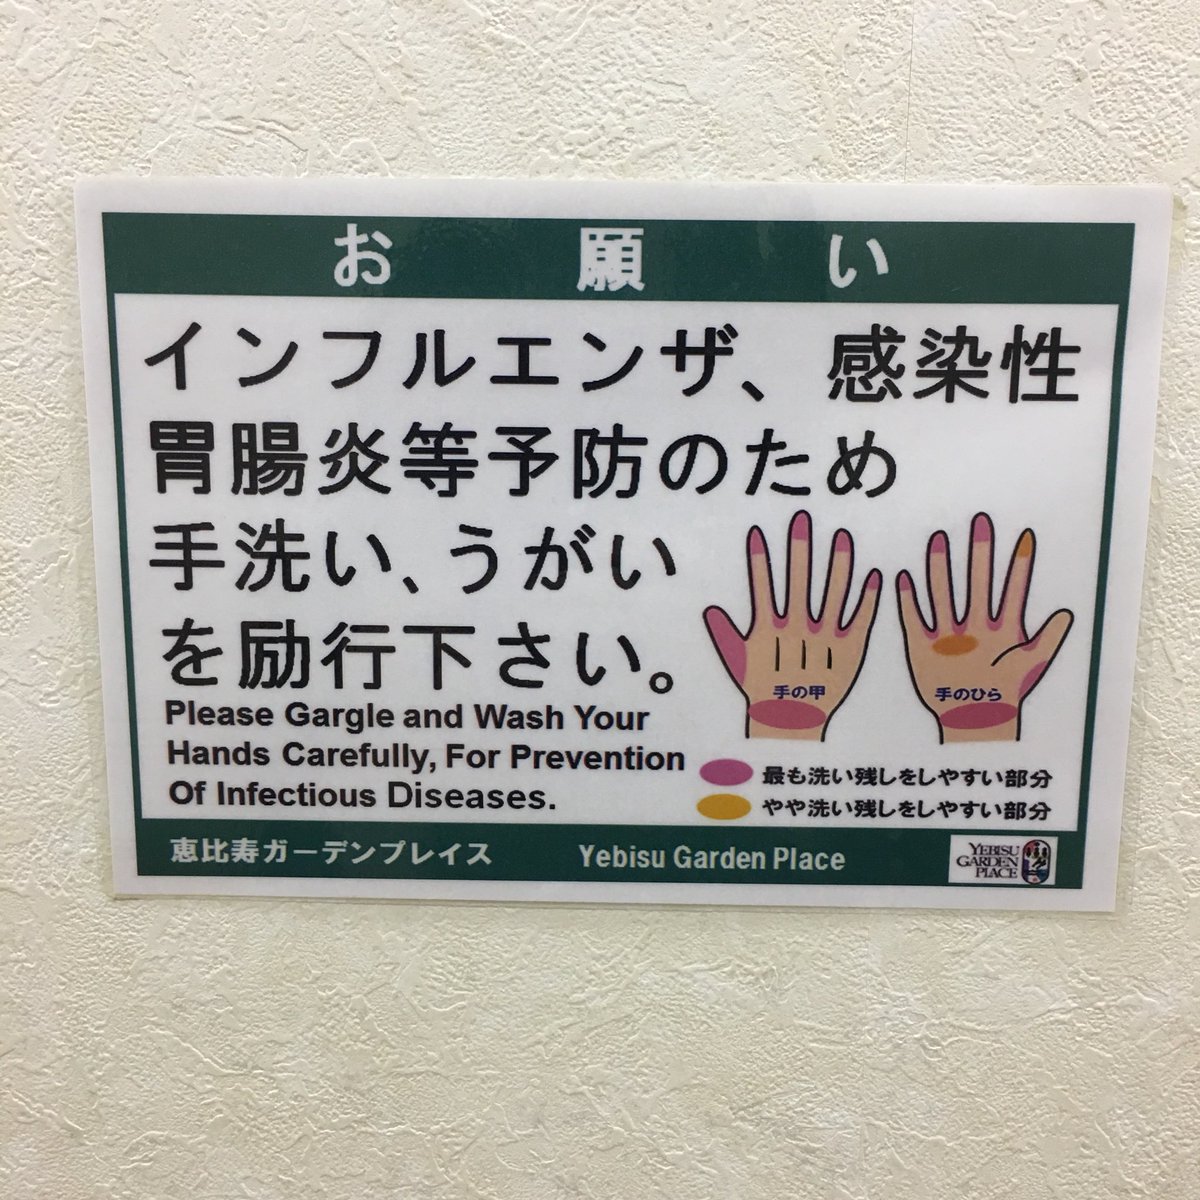 お願い
インフルエンザ、感染性
胃腸炎等予防のため
手洗い、うがい
を励行下さい。
Please Gargle and Wash Your
Hands Carefully, For Prevention
Of Infectious Diseases.
手の甲
手のひら
最も洗い残しをしやすい部分
やや洗い残しをしやすい部分
恵比寿ガーデンプレイス
Yebisu Garden Place
YEBISU
GARDEN
PLACE